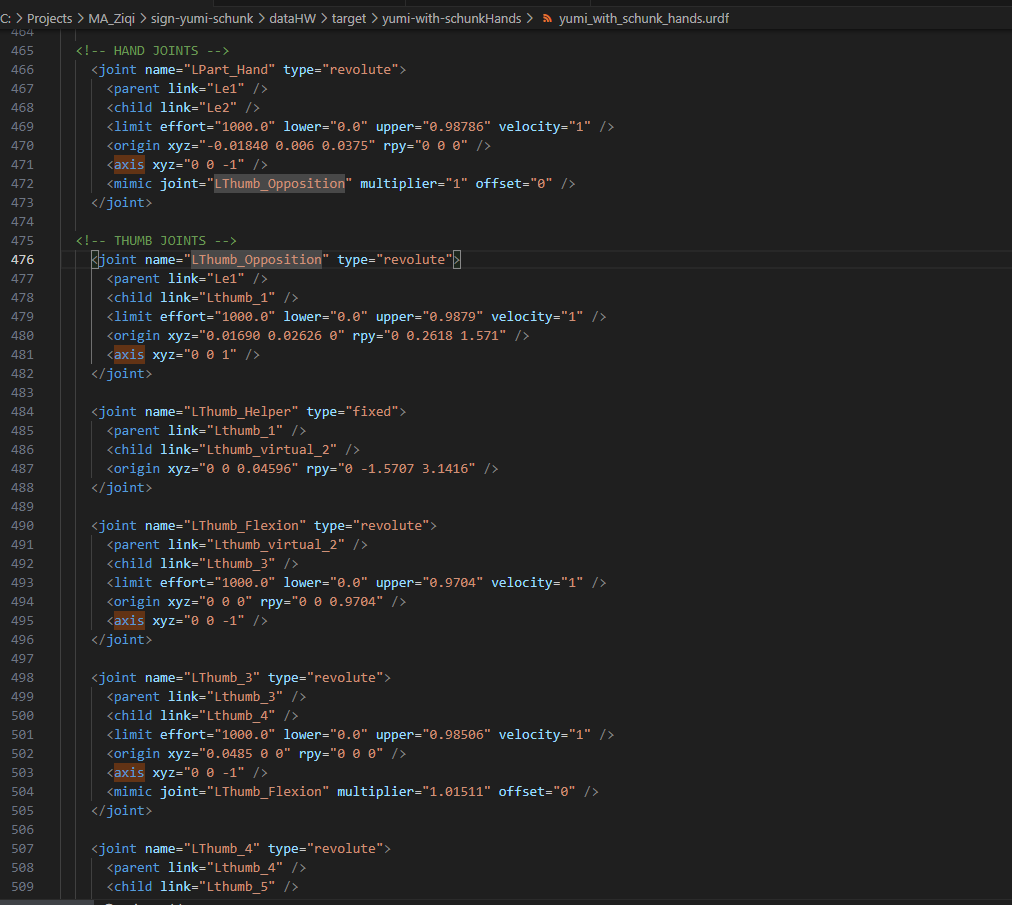 C: > Projects > MA_Ziqi > sign-yumi-schunk > dataHW > target > yumi-with-schunkHands > yumi_with_schunk_hands.urdf
464
465 <!-- HAND JOINTS -->
466 <joint name="LPart_Hand" type="revolute">
467 <parent link="Le1" />
468 <child link="Le2" />
469 <limit effort="1000.0" lower="0.0" upper="0.98786" velocity="1" />
470 <origin xyz="-0.01840 0.006 0.0375" rpy="0 0 0" />
471 <axis xyz="0 0 -1" />
472 <mimic joint="LThumb_Opposition" multiplier="1" offset="0" />
473 </joint>
474
475 <!-- THUMB JOINTS -->
476 <joint name="LThumb_Opposition" type="revolute">
477 <parent link="Le1" />
478 <child link="Lthumb_1" />
479 <limit effort="1000.0" lower="0.0" upper="0.9879" velocity="1" />
480 <origin xyz="0.01690 0.02626 0" rpy="0 0.2618 1.571" />
481 <axis xyz="0 0 1" />
482 </joint>
483
484 <joint name="LThumb_Helper" type="fixed">
485 <parent link="Lthumb_1" />
486 <child link="Lthumb_virtual_2" />
487 <origin xyz="0 0 0.04596" rpy="0 -1.5707 3.1416" />
488 </joint>
489
490 <joint name="LThumb_Flexion" type="revolute">
491 <parent link="Lthumb_virtual_2" />
492 <child link="Lthumb_3" />
493 <limit effort="1000.0" lower="0.0" upper="0.9704" velocity="1" />
494 <origin xyz="0 0 0" rpy="0 0 0.9704" />
495 <axis xyz="0 0 -1" />
496 </joint>
497
498 <joint name="LThumb_3" type="revolute">
499 <parent link="Lthumb_3" />
500 <child link="Lthumb_4" />
501 <limit effort="1000.0" lower="0.0" upper="0.98506" velocity="1" />
502 <origin xyz="0.0485 0 0" rpy="0 0 0" />
503 <axis xyz="0 0 -1" />
504 <mimic joint="LThumb_Flexion" multiplier="1.01511" offset="0" />
505 </joint>
506
507 <joint name="LThumb_4" type="revolute">
508 <parent link="Lthumb_4" />
509 <child link="Lthumb_5" />